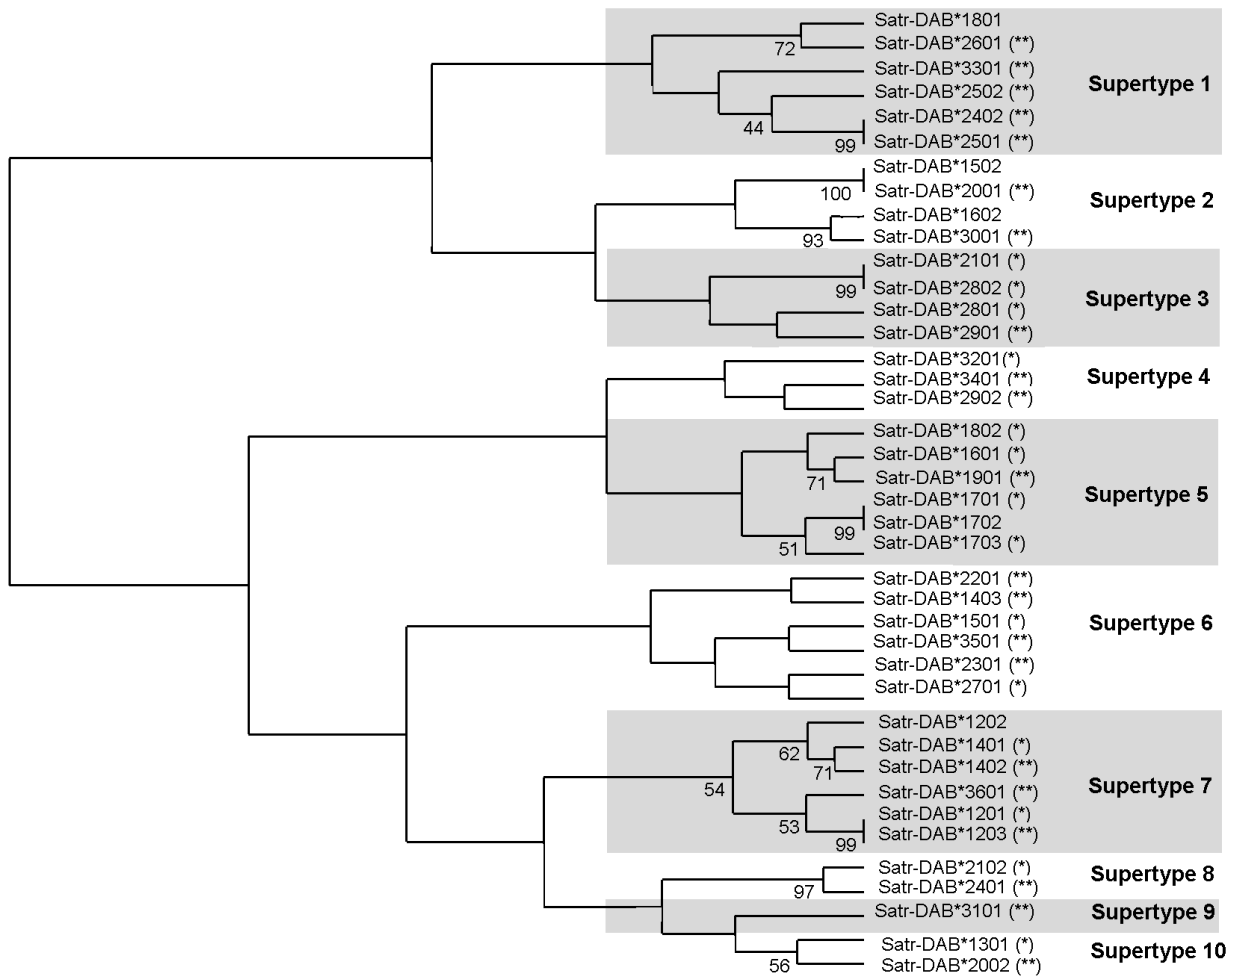 Satr-DAB*1801
72
Satr-DAB*2601 (**)
Satr-DAB*3301 (**)
Supertype 1
Satr-DAB*2502 (**)
Satr-DAB*2402 (**)
44
Satr-DAB*2501 (**)
99
Satr-DAB*1502
Satr-DAB*2001 (**)
100
Supertype 2
Satr-DAB*1602
Satr-DAB*3001 (**)
93
Satr-DAB*2101 (*)
Satr-DAB*2802 (*)
99
Supertype 3
Satr-DAB*2801 (*)
Satr-DAB*2901 (**)
Satr-DAB*3201(*)
Satr-DAB*3401 (**)
Supertype 4
Satr-DAB*2902 (**)
Satr-DAB*1802 (*)
Satr-DAB*1601 (*)
Satr-DAB*1901 (**)
71
Satr-DAB*1701 (*)
Supertype 5
Satr-DAB*1702
99
Satr-DAB*1703 (*)
51
Satr-DAB*2201 (**)
Satr-DAB*1403 (**)
Satr-DAB*1501 (*)
Supertype 6
Satr-DAB*3501 (**)
Satr-DAB*2301 (**)
Satr-DAB*2701 (*)
Satr-DAB*1202
Satr-DAB*1401 (*)
62
Satr-DAB*1402 (**)
71
54
Supertype 7
Satr-DAB*3601 (**)
Satr-DAB*1201 (*)
53
Satr-DAB*1203 (**)
99
Satr-DAB*2102 (*)
Supertype 8
Satr-DAB*2401 (**)
97
Satr-DAB*3101 (**)
Supertype 9
Satr-DAB*1301 (*)
Supertype 10
Satr-DAB*2002 (**)
56